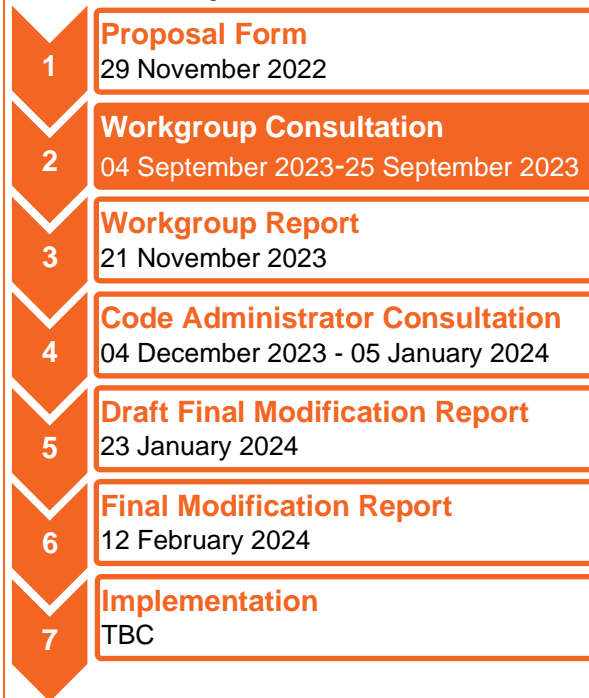 1
Proposal Form
29 November 2022
2
Workgroup Consultation
04 September 2023-25 September 2023
3
Workgroup Report
21 November 2023
4
Code Administrator Consultation
04 December 2023 - 05 January 2024
5
Draft Final Modification Report
23 January 2024
6
Final Modification Report
12 February 2024
7
Implementation
TBC